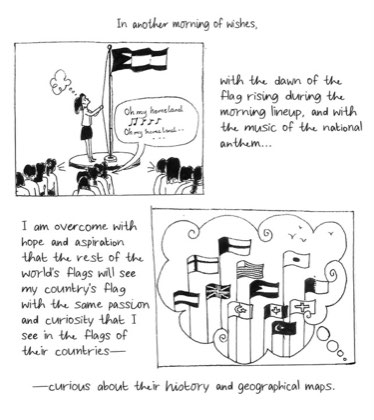 In another morning of wishes,
Oh my homeland
Oh my homeland...
with the dawn of the
flag rising during the
morning lineup, and with
the music of the national
anthem...
I am overcome with
hope and aspiration
that the rest of the
world's flags will see
my country's flag
with the same passion
and curiosity that I
see in the flags of
their countries—
—curious about their history and geographical maps.